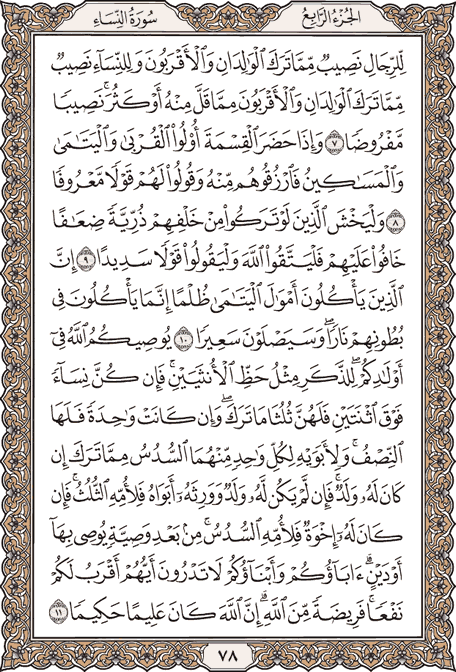 الجُزْءُ الرَّابِعُ
سُورَةُ النِّسَاءِ
لِّلرِّجَالِ نَصِيبٌ مِّمَّا تَرَكَ ٱلْوَٰلِدَانِ وَٱلْأَقْرَبُونَ وَلِلنِّسَآءِ نَصِيبٌ
مِّمَّا تَرَكَ ٱلْوَٰلِدَانِ وَٱلْأَقْرَبُونَ مِمَّا قَلَّ مِنْهُ أَوْ كَثُرَۚ نَصِيبًا
مَّفْرُوضًا ٧ وَإِذَا حَضَرَ ٱلْقِسْمَةَ أُو۟لُوا۟ ٱلْقُرْبَىٰ وَٱلْيَتَٰمَىٰ
وَٱلْمَسَٰكِينُ فَٱرْزُقُوهُم مِّنْهُ وَقُولُوا۟ لَهُمْ قَوْلًا مَّعْرُوفًا
٨ وَلْيَخْشَ ٱلَّذِينَ لَوْ تَرَكُوا۟ مِنْ خَلْفِهِمْ ذُرِّيَّةً ضِعَٰفًا
خَافُوا۟ عَلَيْهِمْ فَلْيَتَّقُوا۟ ٱللَّهَ وَلْيَقُولُوا۟ قَوْلًا سَدِيدًا ٩ إِنَّ
ٱلَّذِينَ يَأْكُلُونَ أَمْوَٰلَ ٱلْيَتَٰمَىٰ ظُلْمًا إِنَّمَا يَأْكُلُونَ فِى
بُطُونِهِمْ نَارًاۖ وَسَيَصْلَوْنَ سَعِيرًا ١٠ يُوصِيكُمُ ٱللَّهُ فِىٓ
أَوْلَٰدِكُمْۖ لِلذَّكَرِ مِثْلُ حَظِّ ٱلْأُنثَيَيْنِۚ فَإِن كُنَّ نِسَآءً
فَوْقَ ٱثْنَتَيْنِ فَلَهُنَّ ثُلُثَا مَا تَرَكَۖ وَإِن كَانَتْ وَٰحِدَةً فَلَهَا
ٱلنِّصْفُۚ وَلِأَبَوَيْهِ لِكُلِّ وَٰحِدٍ مِّنْهُمَا ٱلسُّدُسُ مِمَّا تَرَكَ إِن
كَانَ لَهُۥ وَلَدٌۚ فَإِن لَّمْ يَكُن لَّهُۥ وَلَدٌ وَوَرِثَهُۥٓ أَبَوَاهُ فَلِأُمِّهِ ٱلثُّلُثُۚ فَإِن
كَانَ لَهُۥٓ إِخْوَةٌ فَلِأُمِّهِ ٱلسُّدُسُۚ مِنۢ بَعْدِ وَصِيَّةٍ يُوصِى بِهَآ
أَوْ دَيْنٍۗ ءَابَآؤُكُمْ وَأَبْنَآؤُكُمْ لَا تَدْرُونَ أَيُّهُمْ أَقْرَبُ لَكُمْ
نَفْعًاۚ فَرِيضَةً مِّنَ ٱللَّهِۗ إِنَّ ٱللَّهَ كَانَ عَلِيمًا حَكِيمًا ١١
٧٨